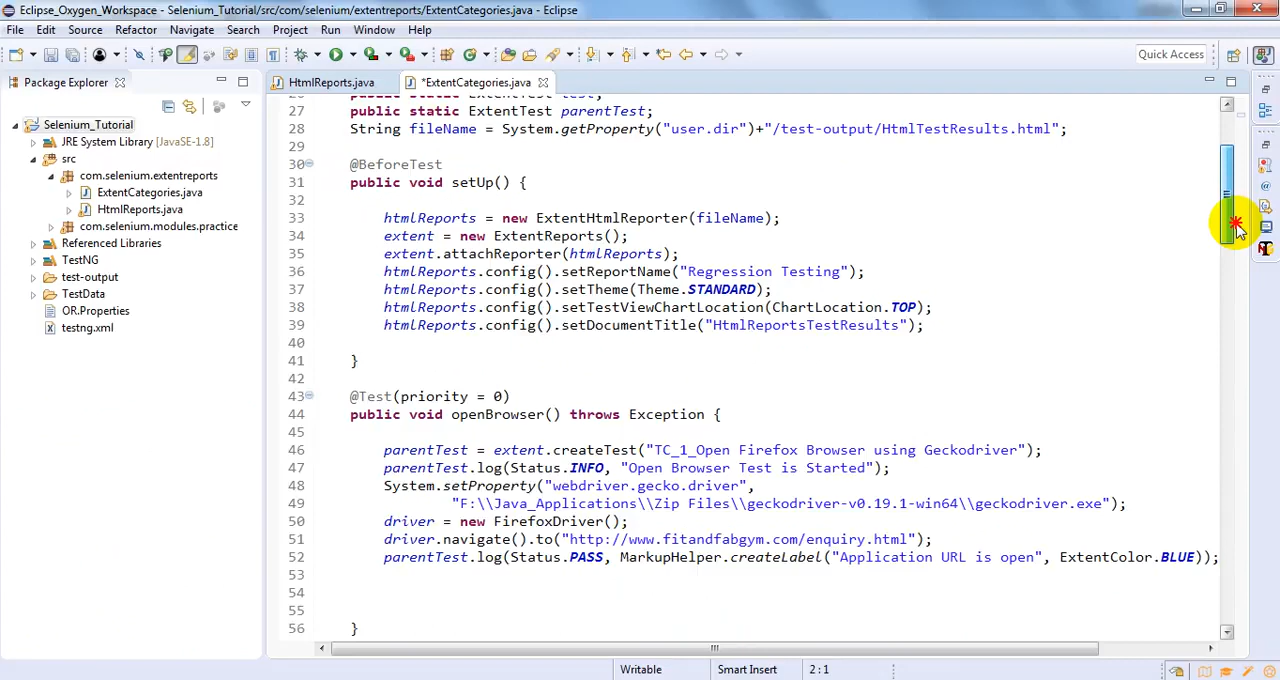 Eclipse_Oxygen_Workspace - Selenium_Tutorial/src/com/selenium/extentreports/ExtentCategories.java - Eclipse
File Edit Source Refactor Navigate Search Project Run Window Help
Quick Access
Package Explorer
HtmlReports.java
*ExtentCategories.java
Selenium_Tutorial
JRE System Library [JavaSE-1.8]
src
com.selenium.extentreports
ExtentCategories.java
HtmlReports.java
com.selenium.modules.practice
Referenced Libraries
TestNG
test-output
TestData
OR.Properties
testng.xml
26 public static ExtentTest test;
27 public static ExtentTest parentTest;
28 String fileName = System.getProperty("user.dir")+"/test-output/HtmlTestResults.html";
29
30 @BeforeTest
31 public void setUp() {
32
33 htmlReports = new ExtentHtmlReporter(fileName);
34 extent = new ExtentReports();
35 extent.attachReporter(htmlReports);
36 htmlReports.config().setReportName("Regression Testing");
37 htmlReports.config().setTheme(Theme.STANDARD);
38 htmlReports.config().setTestViewChartLocation(ChartLocation.TOP);
39 htmlReports.config().setDocumentTitle("HtmlReportsTestResults");
40
41 }
42
43 @Test(priority = 0)
44 public void openBrowser() throws Exception {
45
46 parentTest = extent.createTest("TC_1_Open Firefox Browser using Geckodriver");
47 parentTest.log(Status.INFO, "Open Browser Test is Started");
48 System.setProperty("webdriver.gecko.driver",
49 "F:\\Java_Applications\\Zip Files\\geckodriver-v0.19.1-win64\\geckodriver.exe");
50 driver = new FirefoxDriver();
51 driver.navigate().to("http://www.fitandfabgym.com/enquiry.html");
52 parentTest.log(Status.PASS, MarkupHelper.createLabel("Application URL is open", ExtentColor.BLUE));
53
54
55
56 }
Writable Smart Insert 2 : 1